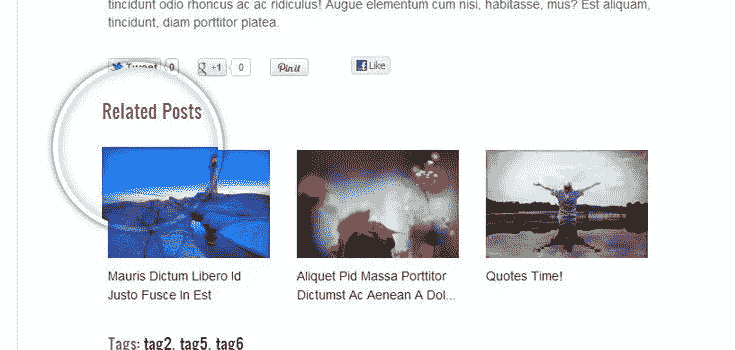 tincidunt odio rhoncus ac ac ridiculus! Augue elementum cum nisi, habitasse, mus? Est aliquam,
tincidunt, diam porttitor platea.
Tweet 0 g +1 0 Pin it Like
Related Posts
Mauris Dictum Libero Id
Justo Fusce In Est
Aliquet Pid Massa Porttitor
Dictumst Ac Aenean A Dol...
Quotes Time!
Tags: tag2, tag5, tag6